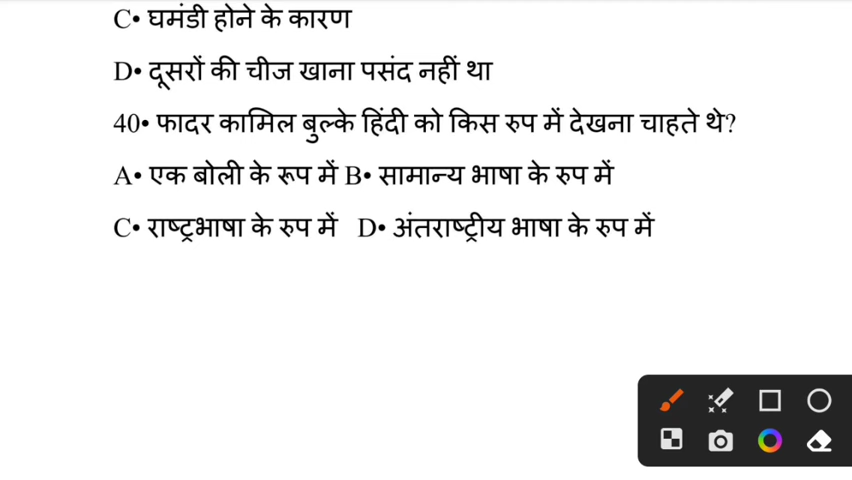 C• घमंडी होने के कारण
D• दूसरों की चीज खाना पसंद नहीं था
40• फादर कामिल बुल्के हिंदी को किस रुप में देखना चाहते थे?
A• एक बोली के रूप में B• सामान्य भाषा के रुप में
C• राष्ट्रभाषा के रुप में D• अंतराष्ट्रीय भाषा के रुप में